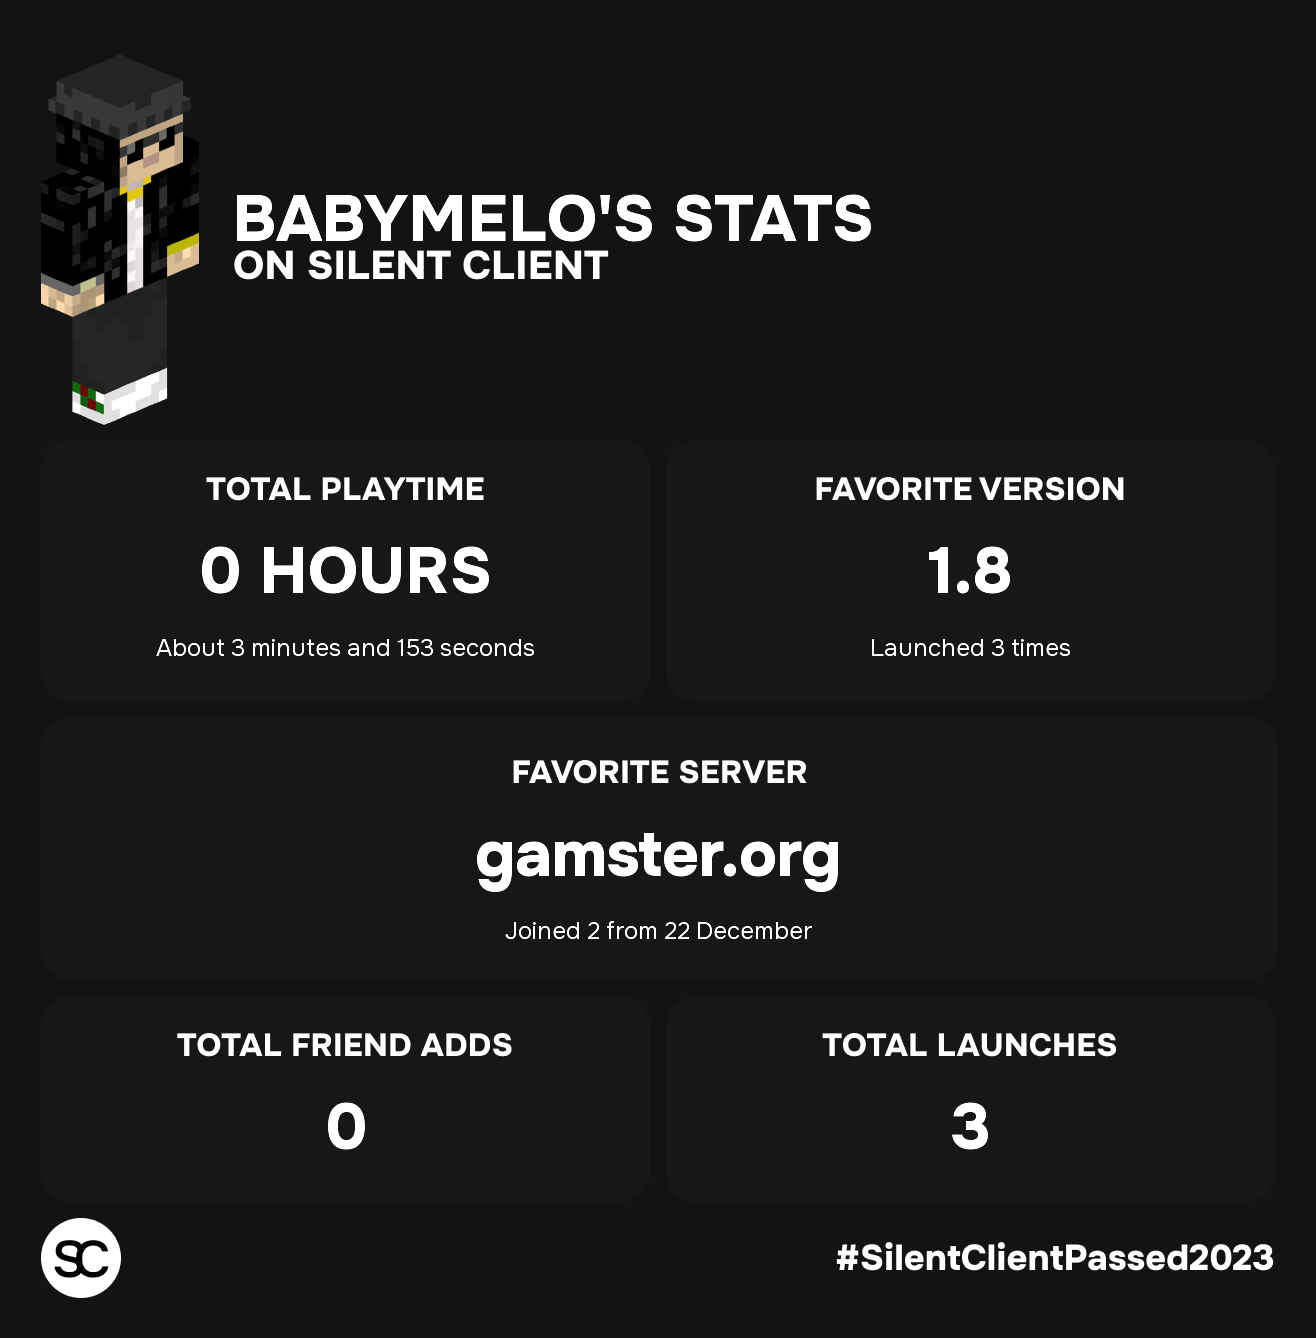 BABYMELO'S STATS
ON SILENT CLIENT
TOTAL PLAYTIME
0 HOURS
About 3 minutes and 153 seconds
FAVORITE VERSION
1.8
Launched 3 times
FAVORITE SERVER
gamster.org
Joined 2 from 22 December
TOTAL FRIEND ADDS
0
TOTAL LAUNCHES
3
SC
#SilentClientPassed2023